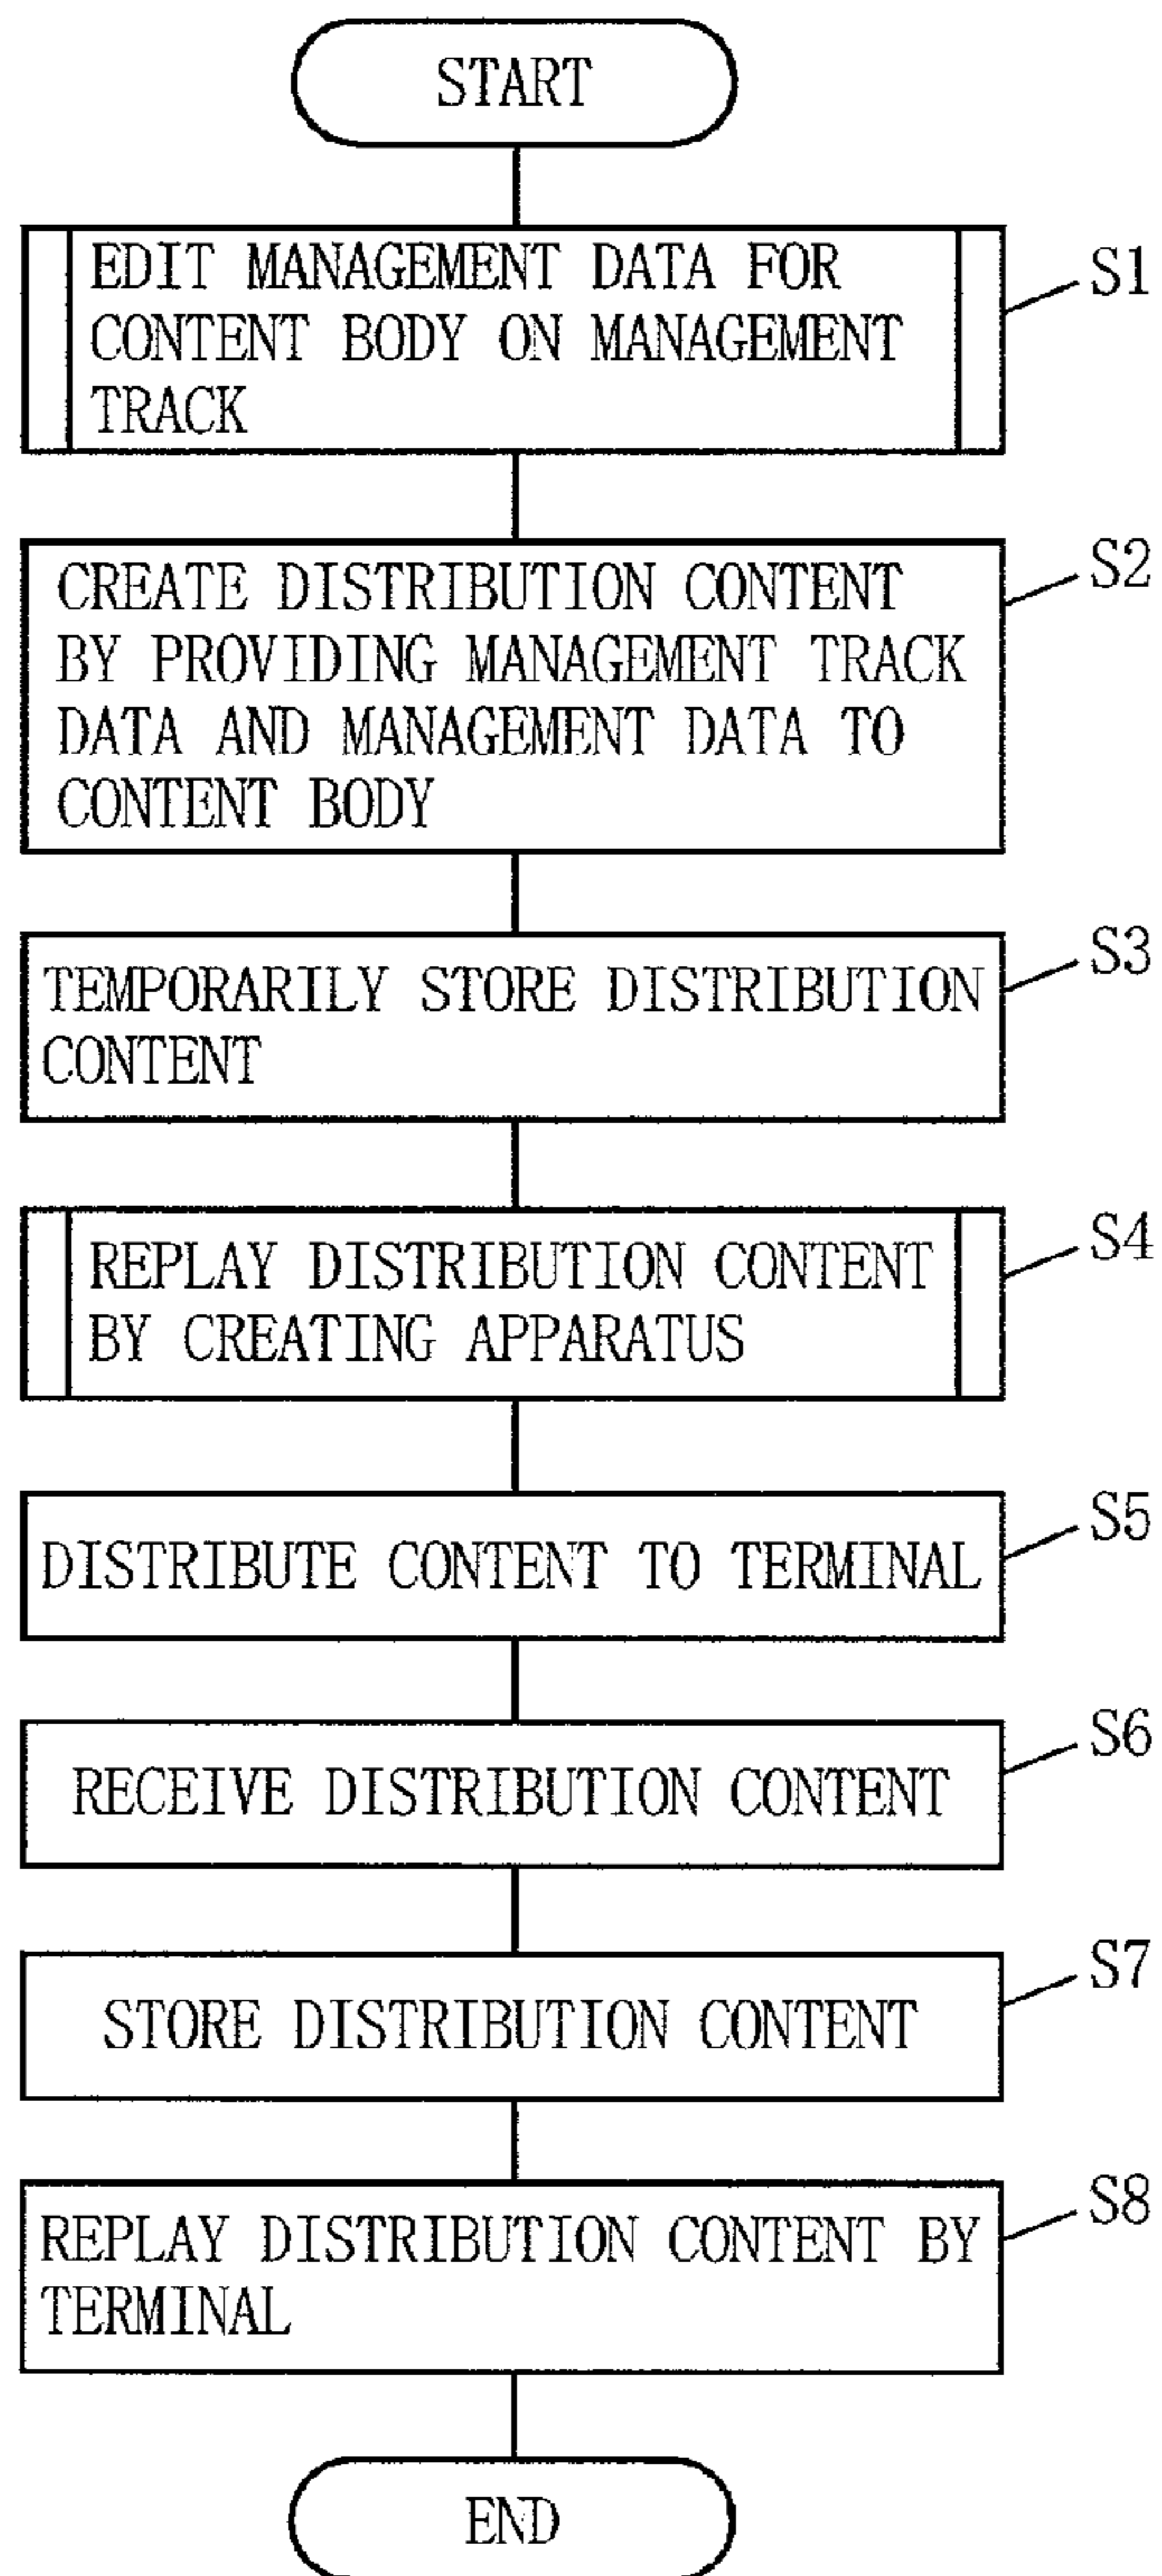 START
EDIT MANAGEMENT DATA FOR
CONTENT BODY ON MANAGEMENT
TRACK
S1
CREATE DISTRIBUTION CONTENT
BY PROVIDING MANAGEMENT TRACK
DATA AND MANAGEMENT DATA TO
CONTENT BODY
S2
TEMPORARILY STORE DISTRIBUTION
CONTENT
S3
REPLAY DISTRIBUTION CONTENT
BY CREATING APPARATUS
S4
DISTRIBUTE CONTENT TO TERMINAL
S5
RECEIVE DISTRIBUTION CONTENT
S6
STORE DISTRIBUTION CONTENT
S7
REPLAY DISTRIBUTION CONTENT BY
TERMINAL
S8
END